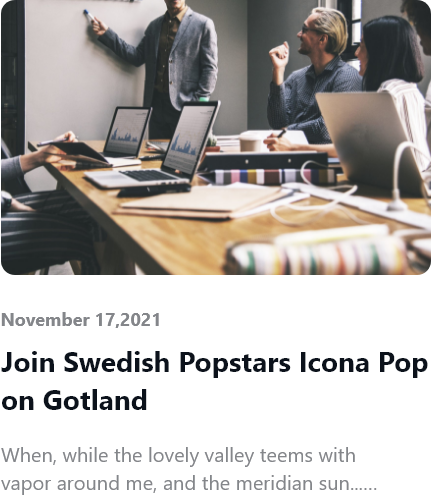 November 17,2021
Join Swedish Popstars Icona Pop
on Gotland
When, while the lovely valley teems with
vapor around me, and the meridian sun......